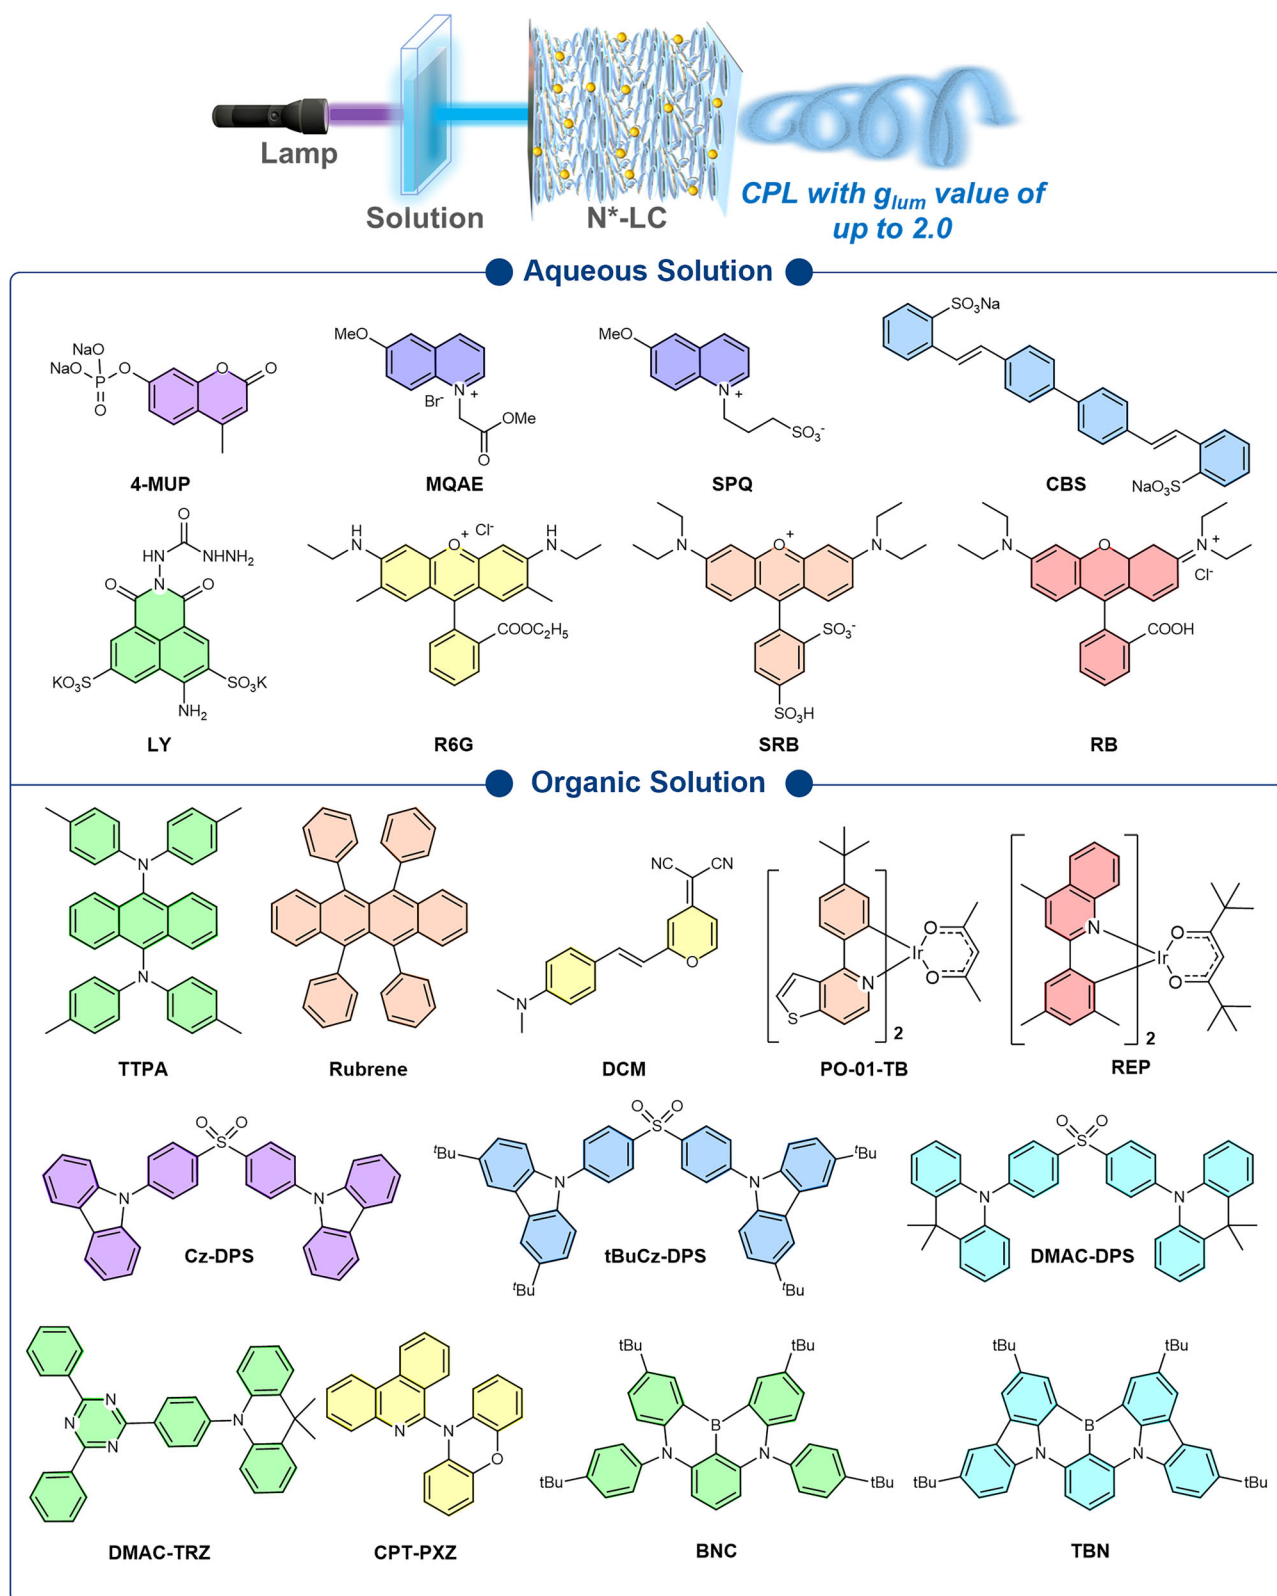 Lamp
Solution
N*-LC
CPL with glum value of
up to 2.0
Aqueous Solution
NaO
NaO
P
O
O
O
O
4-MUP
MeO
N
+
Br-
OMe
O
MQAE
MeO
N
+
SO3-
SPQ
SO3Na
NaO3S
CBS
O
HN
NHNH2
N
O
O
KO3S
SO3K
NH2
LY
H
N
O
+
Cl-
H
N
COOC2H5
R6G
N
O
+
N
SO3-
SO3H
SRB
N
O
N
+
Cl-
COOH
RB
Organic Solution
N
N
TTPA
Rubrene
NC
CN
O
N
DCM
S
N
Ir
O
O
2
PO-01-TB
N
Ir
O
O
2
REP
O
O
S
N
N
Cz-DPS
O
O
S
tBu
N
N
tBu
tBu
tBu
tBuCz-DPS
O
O
S
N
N
DMAC-DPS
N
N
N
N
DMAC-TRZ
N
N
O
CPT-PXZ
tBu
tBu
B
N
N
tBu
tBu
BNC
tBu
tBu
B
N
N
tBu
tBu
TBN